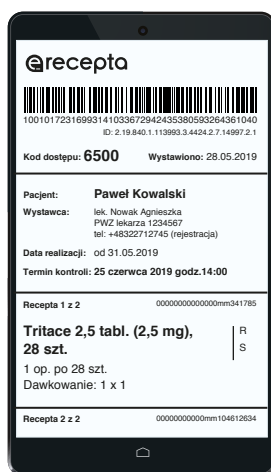 erecepta
10010172316993141033672942435380593264361040
ID: 2.19.840.1.113993.3.4424.2.7.14997.2.1
Kod dostępu: 6500 Wystawiono: 28.05.2019
Pacjent: Paweł Kowalski
Wystawca: lek. Nowak Agnieszka
PWZ lekarza 1234567
tel: +48322712745 (rejestracja)
Data realizacji: od 31.05.2019
Termin kontroli: 25 czerwca 2019 godz.14:00
Recepta 1 z 2 00000000000000mm341785
Tritace 2,5 tabl. (2,5 mg), R
28 szt. S
1 op. po 28 szt.
Dawkowanie: 1 x 1
Recepta 2 z 2 00000000000mm104612634